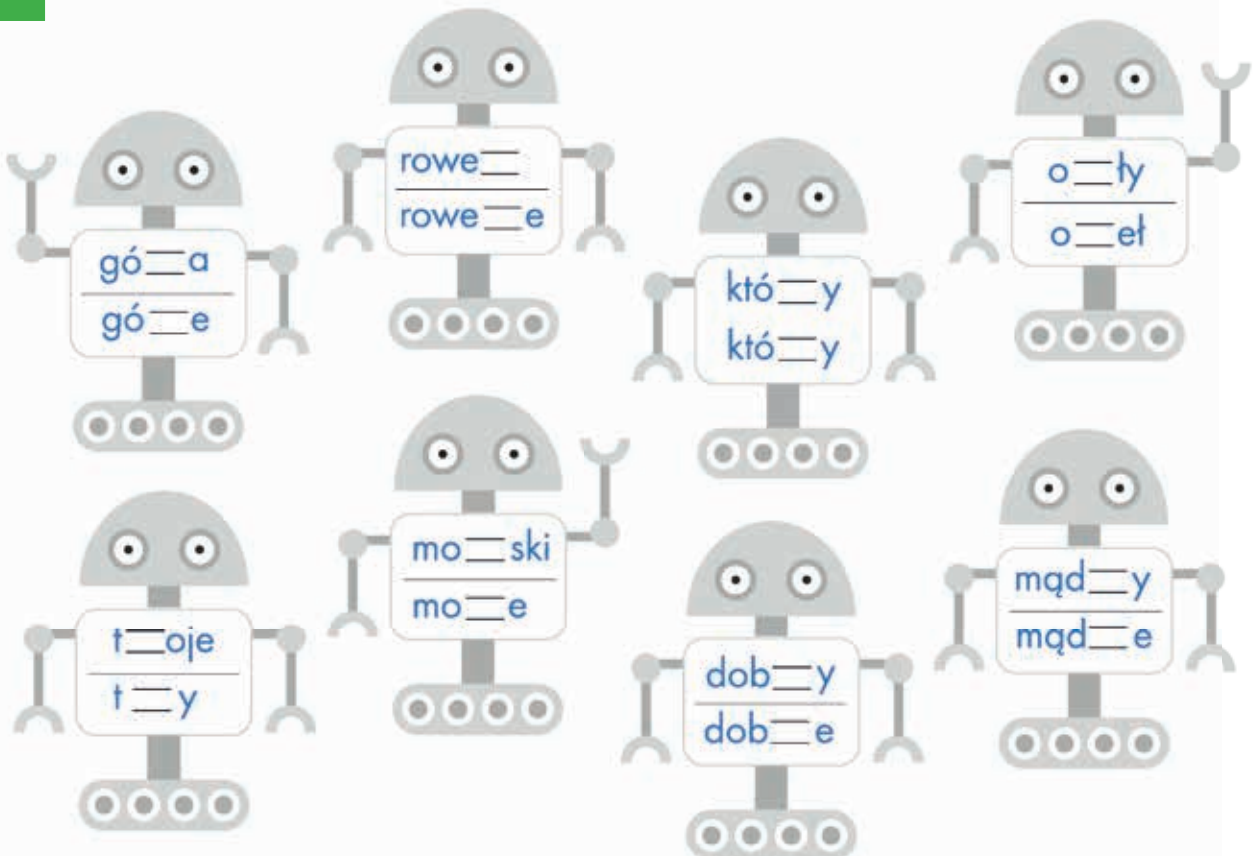 rowe__
rowe__e
o__ły
o__eł
gó__a
gó__e
któ__y
któ__y
mo__ski
mo__e
mąd__y
mąd__e
t__oje
t__y
dob__y
dob__e